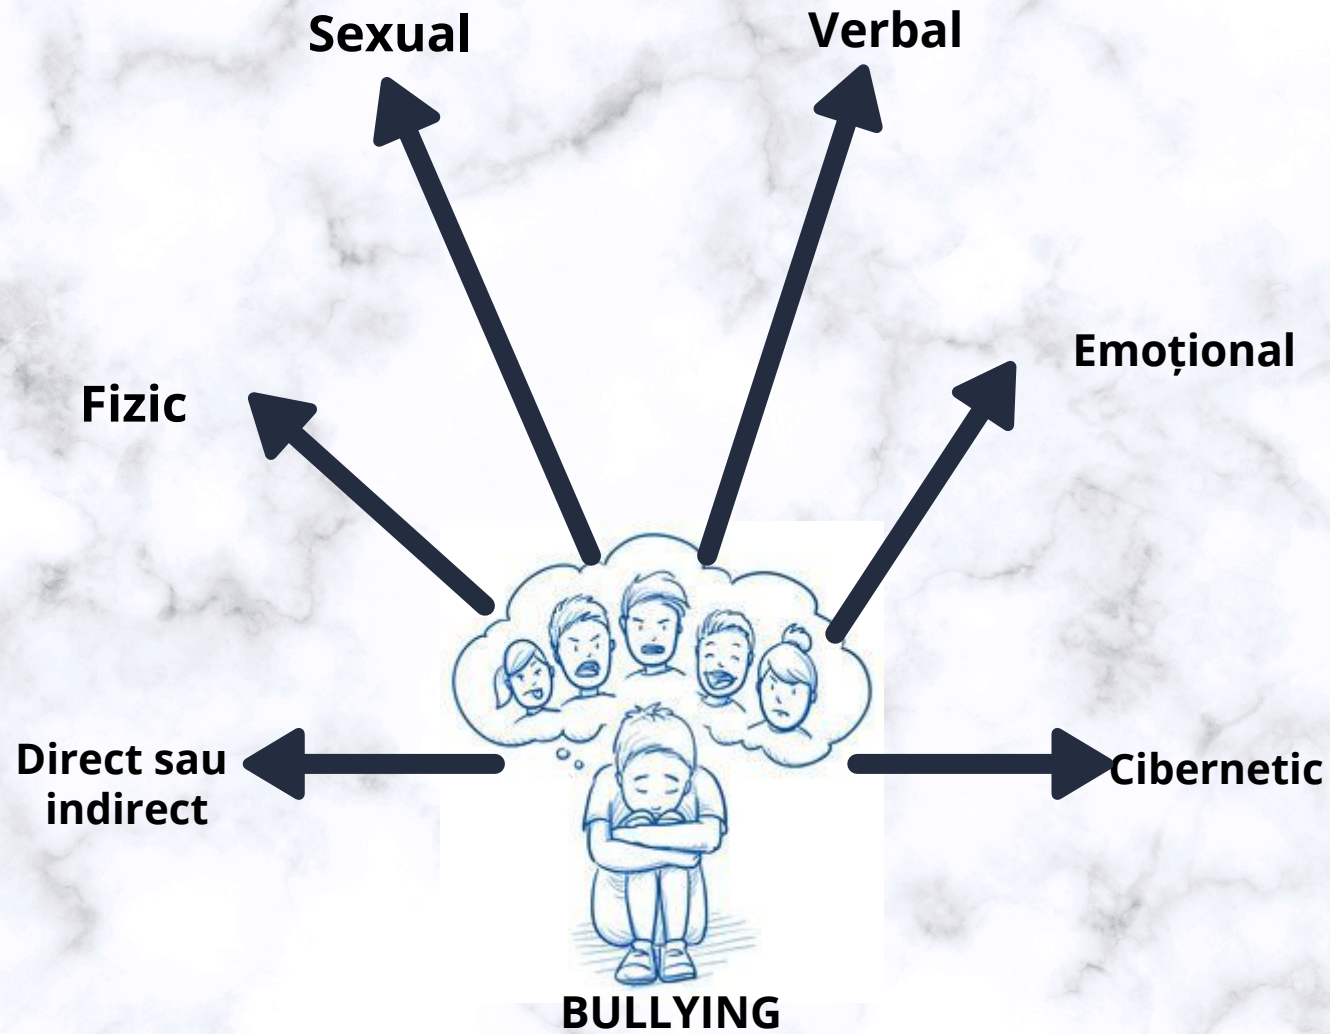 Sexual
Verbal
Emoțional
Fizic
Direct sau
indirect
Cibernetic
BULLYING